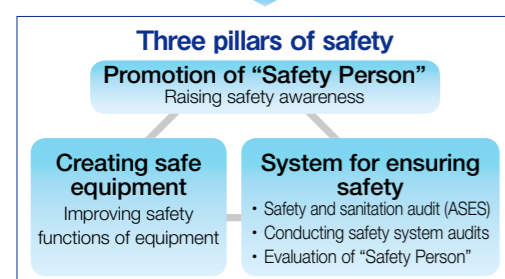 Three pillars of safety
Promotion of “Safety Person”
Raising safety awareness
Creating safe
equipment
Improving safety
functions of equipment
System for ensuring
safety
・Safety and sanitation audit (ASES)
・Conducting safety system audits
・Evaluation of “Safety Person”